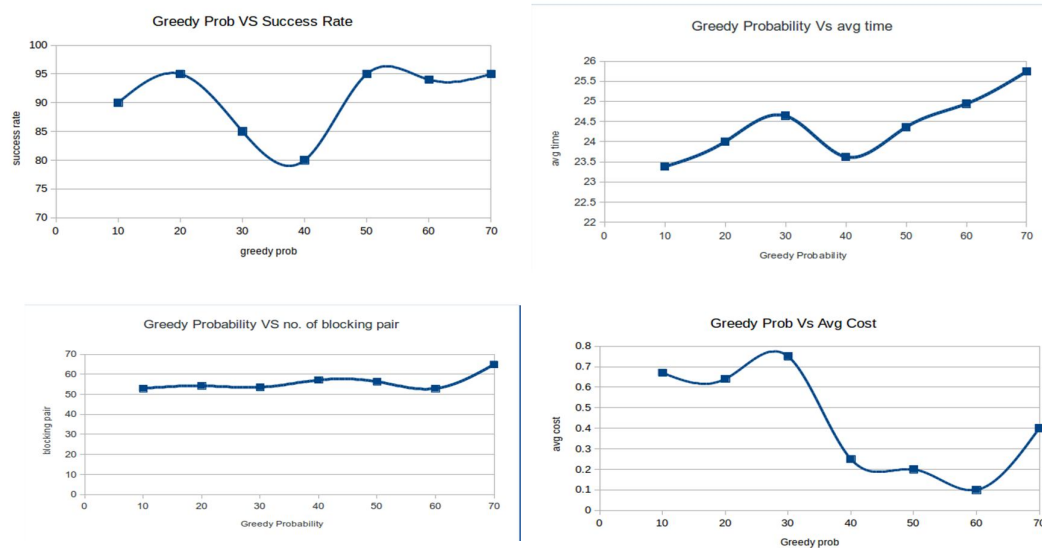 Greedy Prob VS Success Rate
100
95
90
85
80
75
70
0 10 20 30 40 50 60 70
success rate
greedy prob
Greedy Probability Vs avg time
26
25.5
25
24.5
24
23.5
23
22.5
22
0 10 20 30 40 50 60 70
avg time
Greedy Probability
Greedy Probability VS no. of blocking pair
70
60
50
40
30
20
10
0
0 10 20 30 40 50 60 70
blocking pair
Greedy Probability
Greedy Prob Vs Avg Cost
0.8
0.7
0.6
0.5
0.4
0.3
0.2
0.1
0
0 10 20 30 40 50 60 70
avg cost
Greedy prob